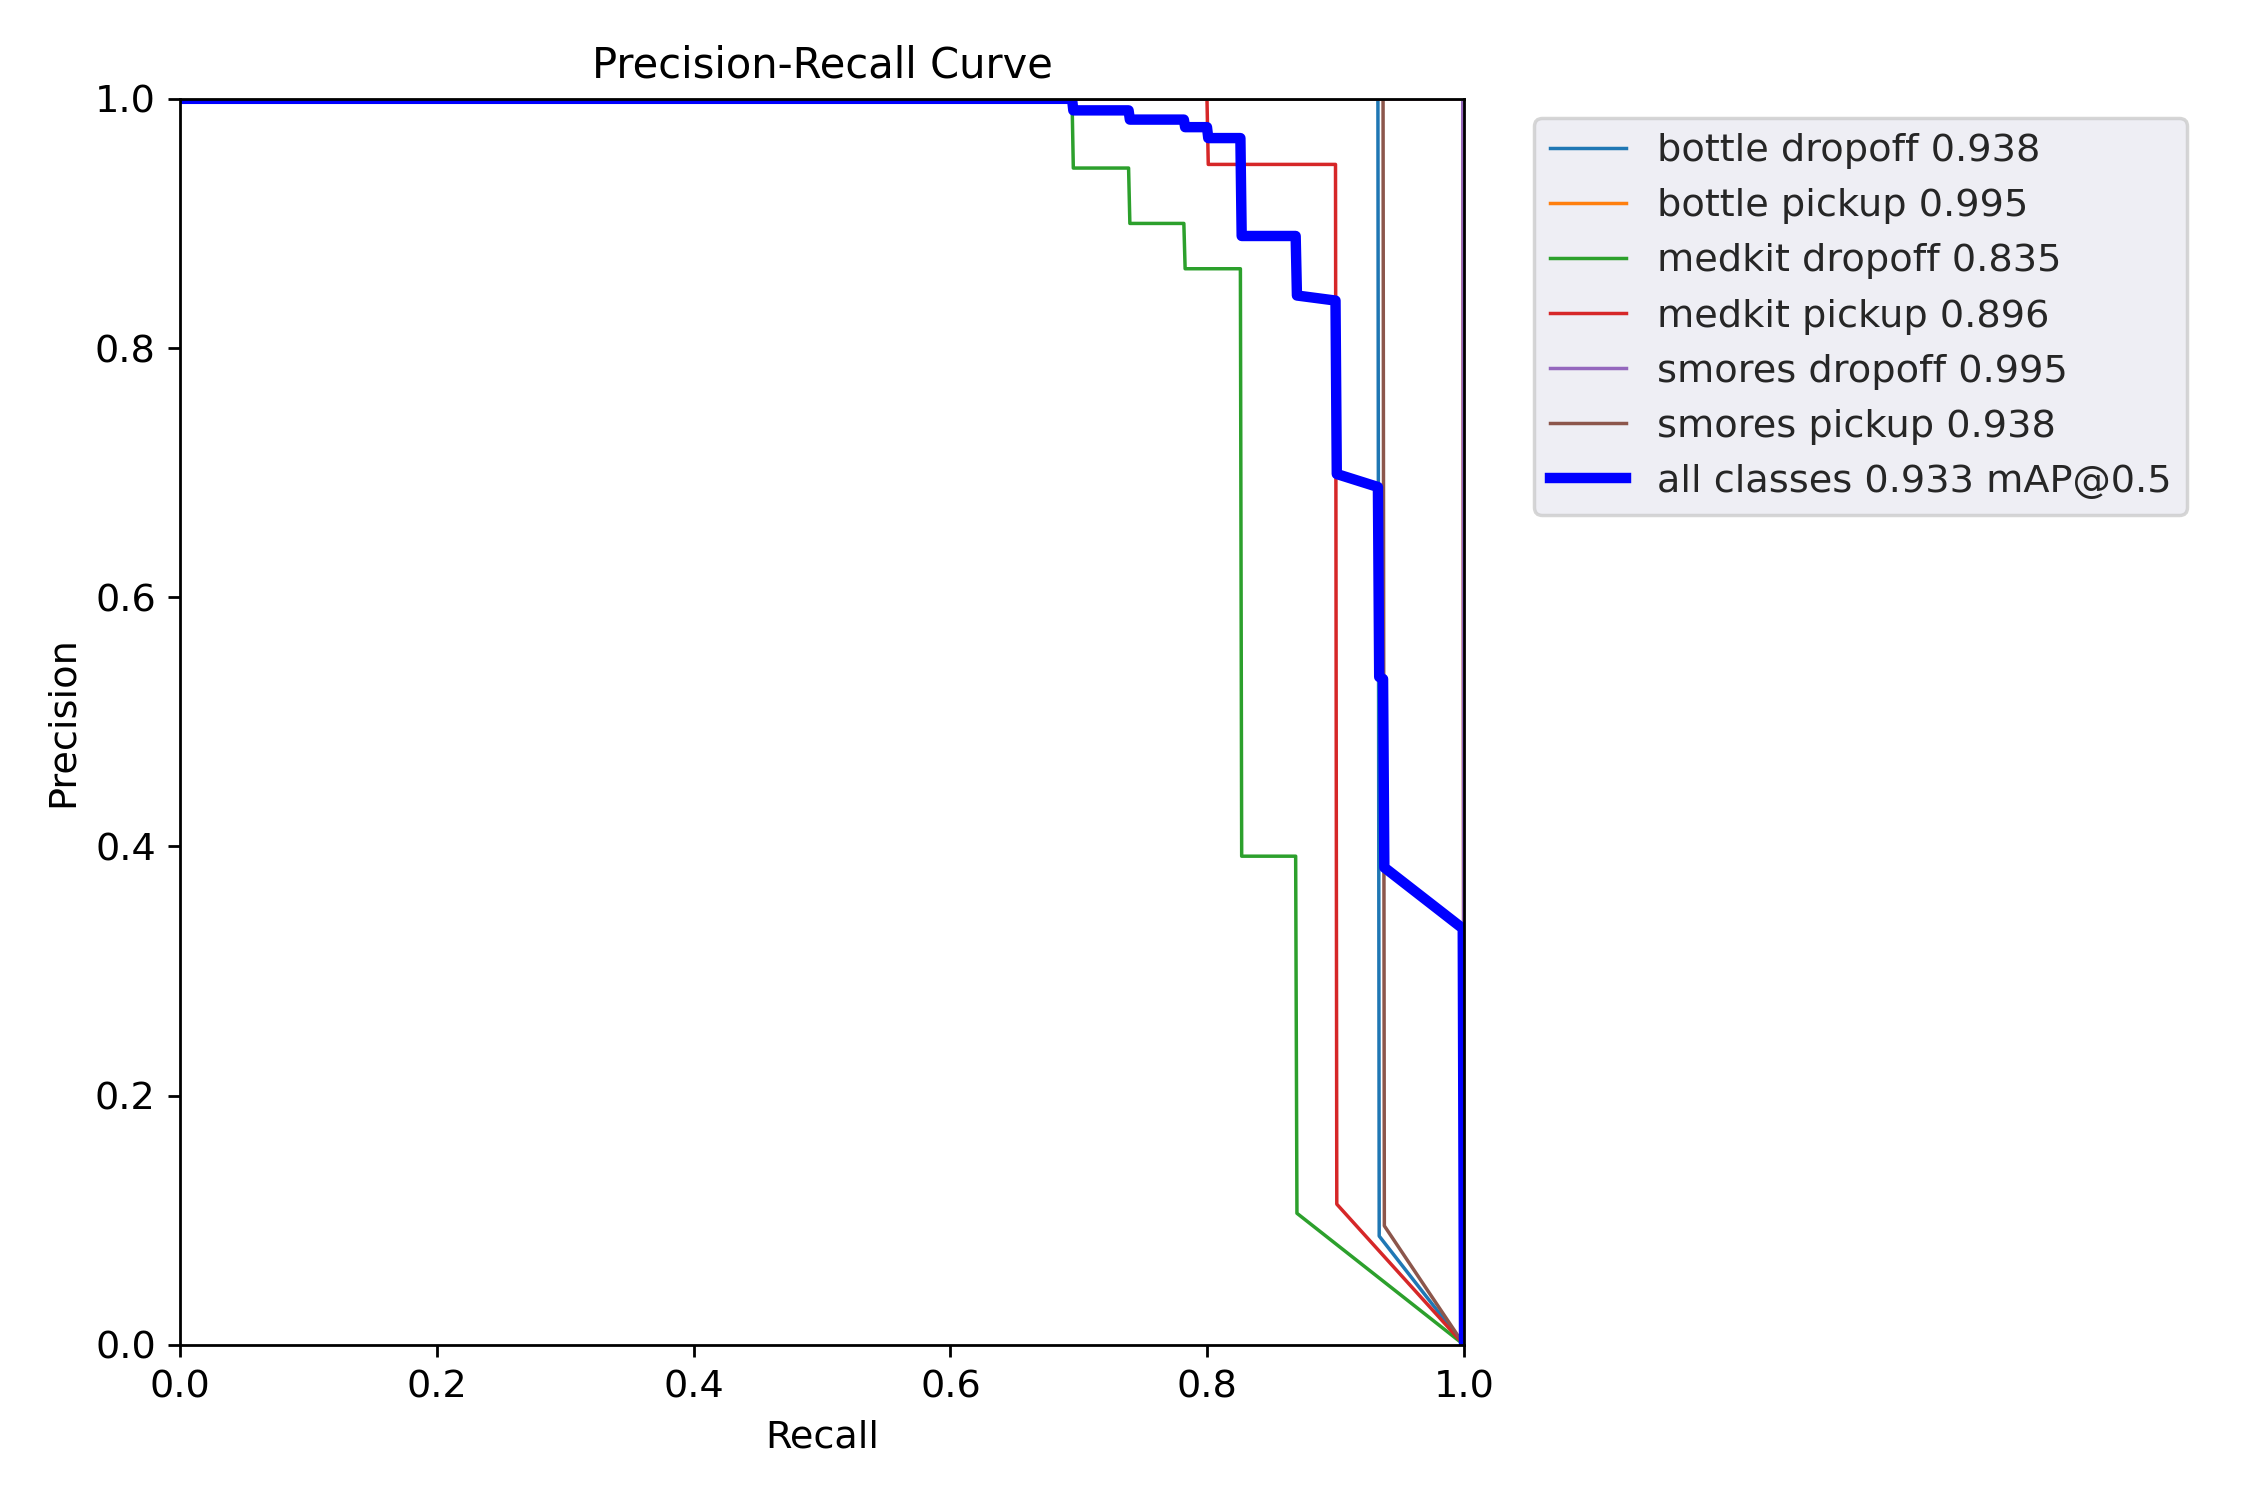 Precision-Recall Curve
1.0
0.8
0.6
0.4
0.2
0.0
Precision
0.0 0.2 0.4 0.6 0.8 1.0
Recall
bottle dropoff 0.938
bottle pickup 0.995
medkit dropoff 0.835
medkit pickup 0.896
smores dropoff 0.995
smores pickup 0.938
all classes 0.933 mAP@0.5